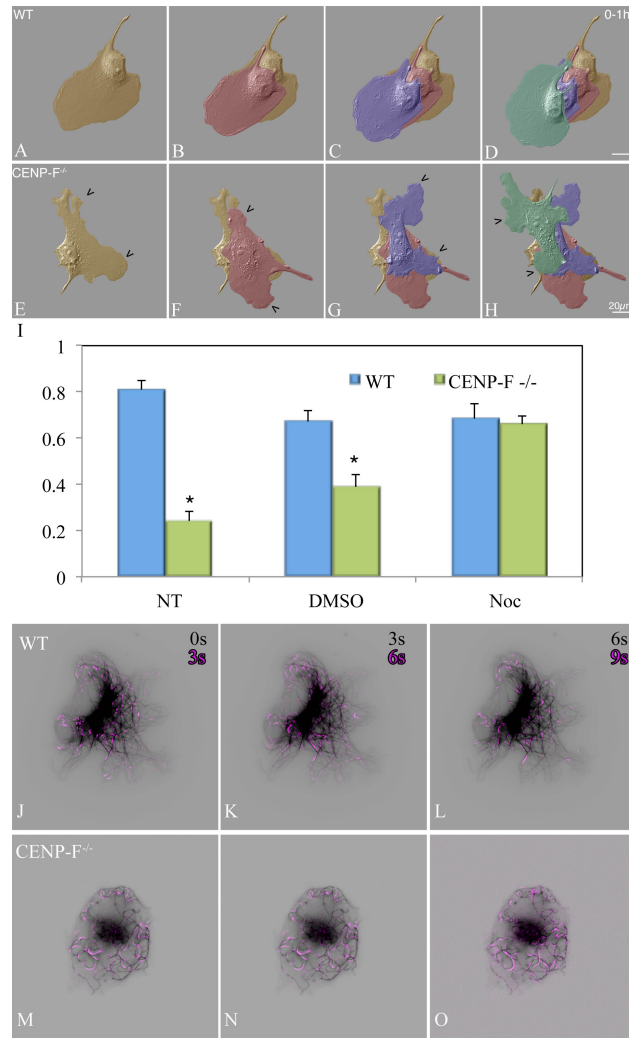 WT
0-1h
A
B
C
D
CENP-F-/-
E
F
G
H
20µm
I
1
0.8
0.6
0.4
0.2
0
WT
CENP-F -/-
*
*
NT
DMSO
Noc
WT
0s
3s
3s
6s
6s
9s
J
K
L
CENP-F-/-
M
N
O